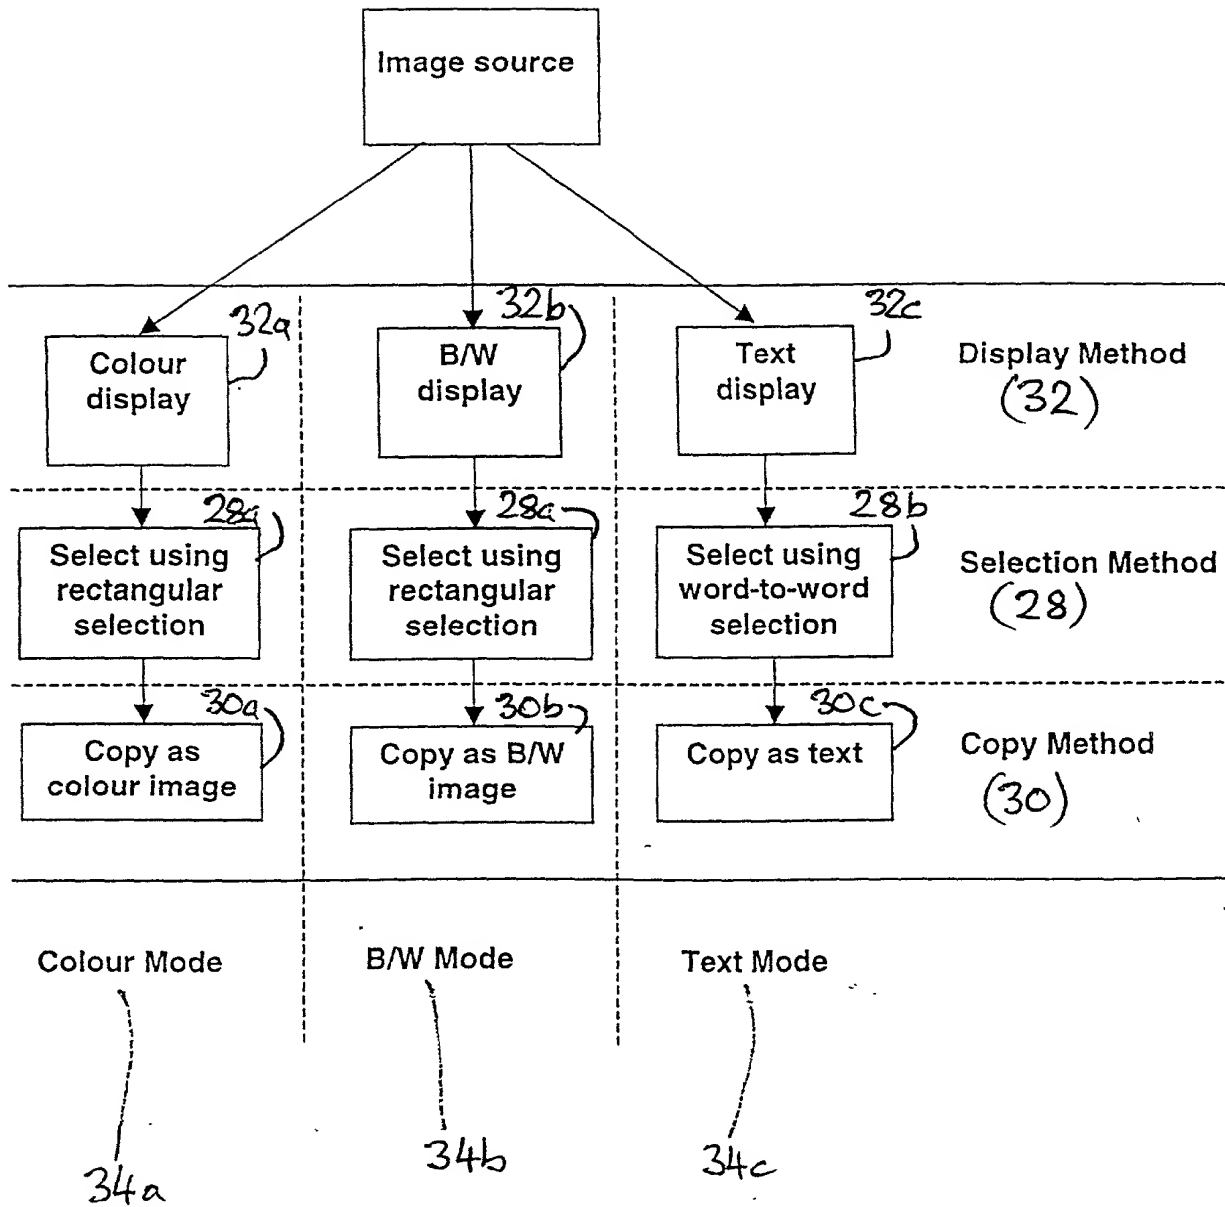 Image source
32a
32b
32c
Colour
display
B/W
display
Text
display
Display Method
(32)
28a
28a
28b
Select using
rectangular
selection
Select using
rectangular
selection
Select using
word-to-word
selection
Selection Method
(28)
30a
30b
30c
Copy as
colour image
Copy as B/W
image
Copy as text
Copy Method
(30)
Colour Mode
B/W Mode
Text Mode
34a
34b
34c